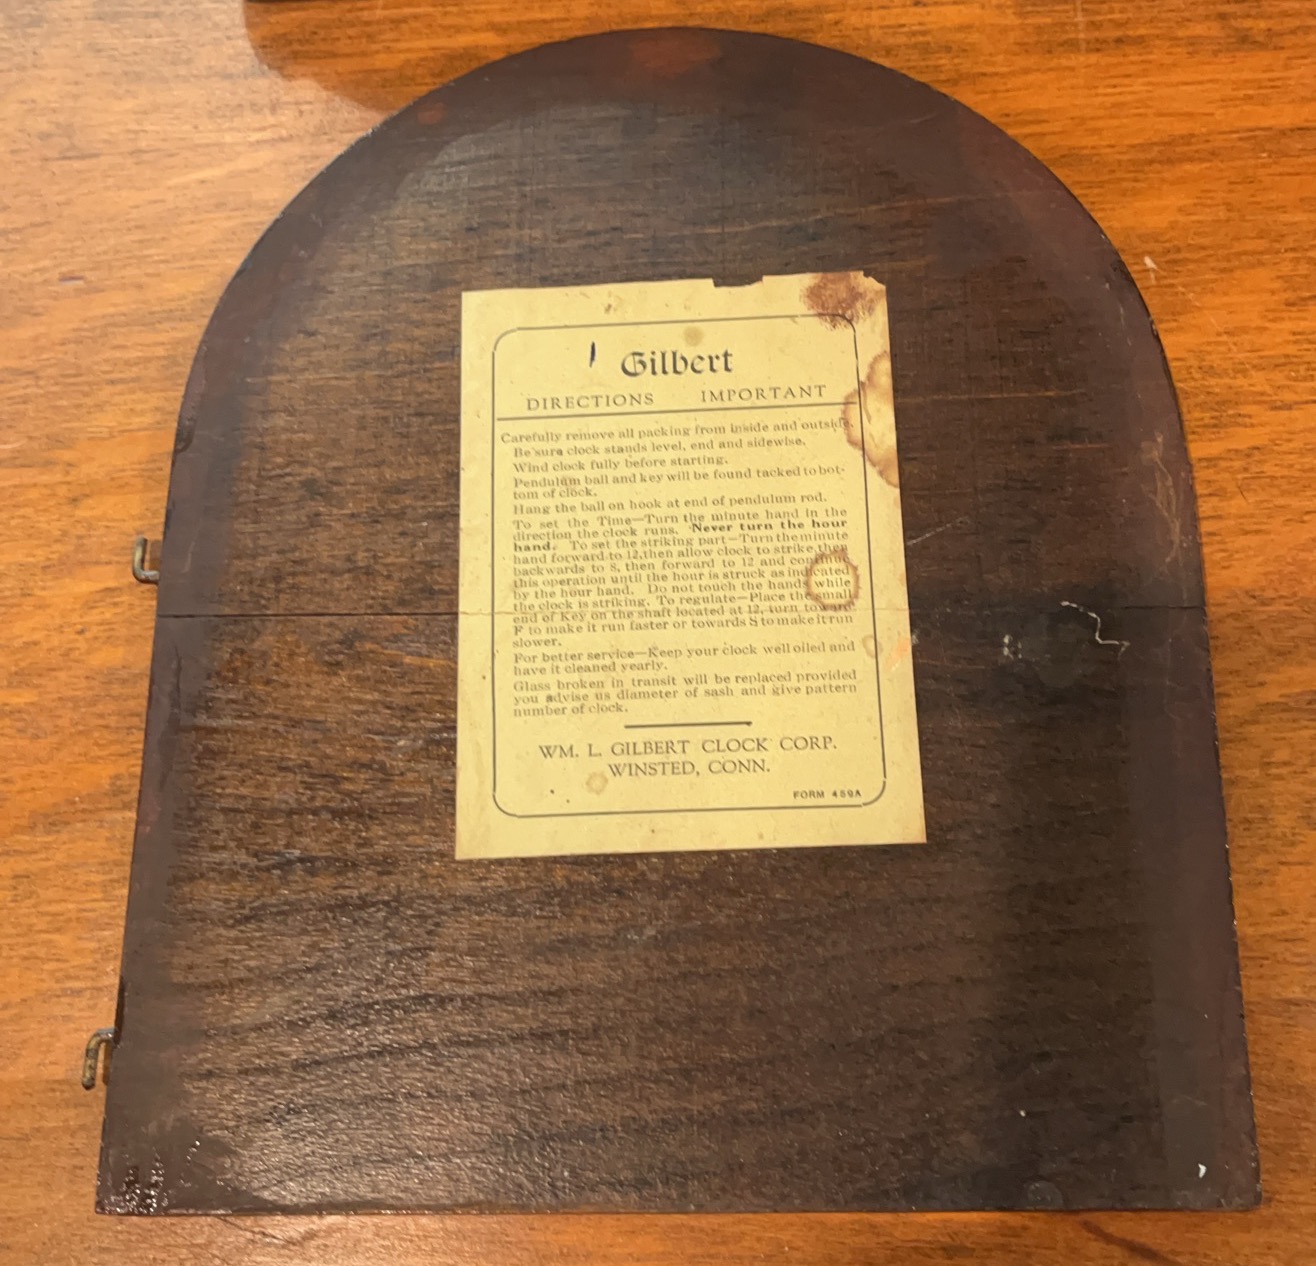 Gilbert
DIRECTIONS IMPORTANT
Carefully remove all packing from inside and outside.
Be sure clock stands level, end and sidewise.
Wind clock fully before starting.
Pendulum ball and key will be found tacked to bot-
tom of clock.
Hang the ball on hook at end of pendulum rod.
To set the Time—Turn the minute hand in the
direction the clock runs. Never turn the hour
hand. To set the striking part—Turn the minute
hand forward to 12, then allow clock to strike, then
backwards to 8, then forward to 12 and continue
this operation until the hour is struck as indicated
by the hour hand. Do not touch the hands while
the clock is striking. To regulate—Place the small
end of Key on the shaft located at 12, turn toward
F to make it run faster or towards S to make it run
slower.
For better service—Keep your clock well oiled and
have it cleaned yearly.
Glass broken in transit will be replaced provided
you advise us diameter of sash and give pattern
number of clock.
WM. L. GILBERT CLOCK CORP.
WINSTED, CONN.
FORM 459A